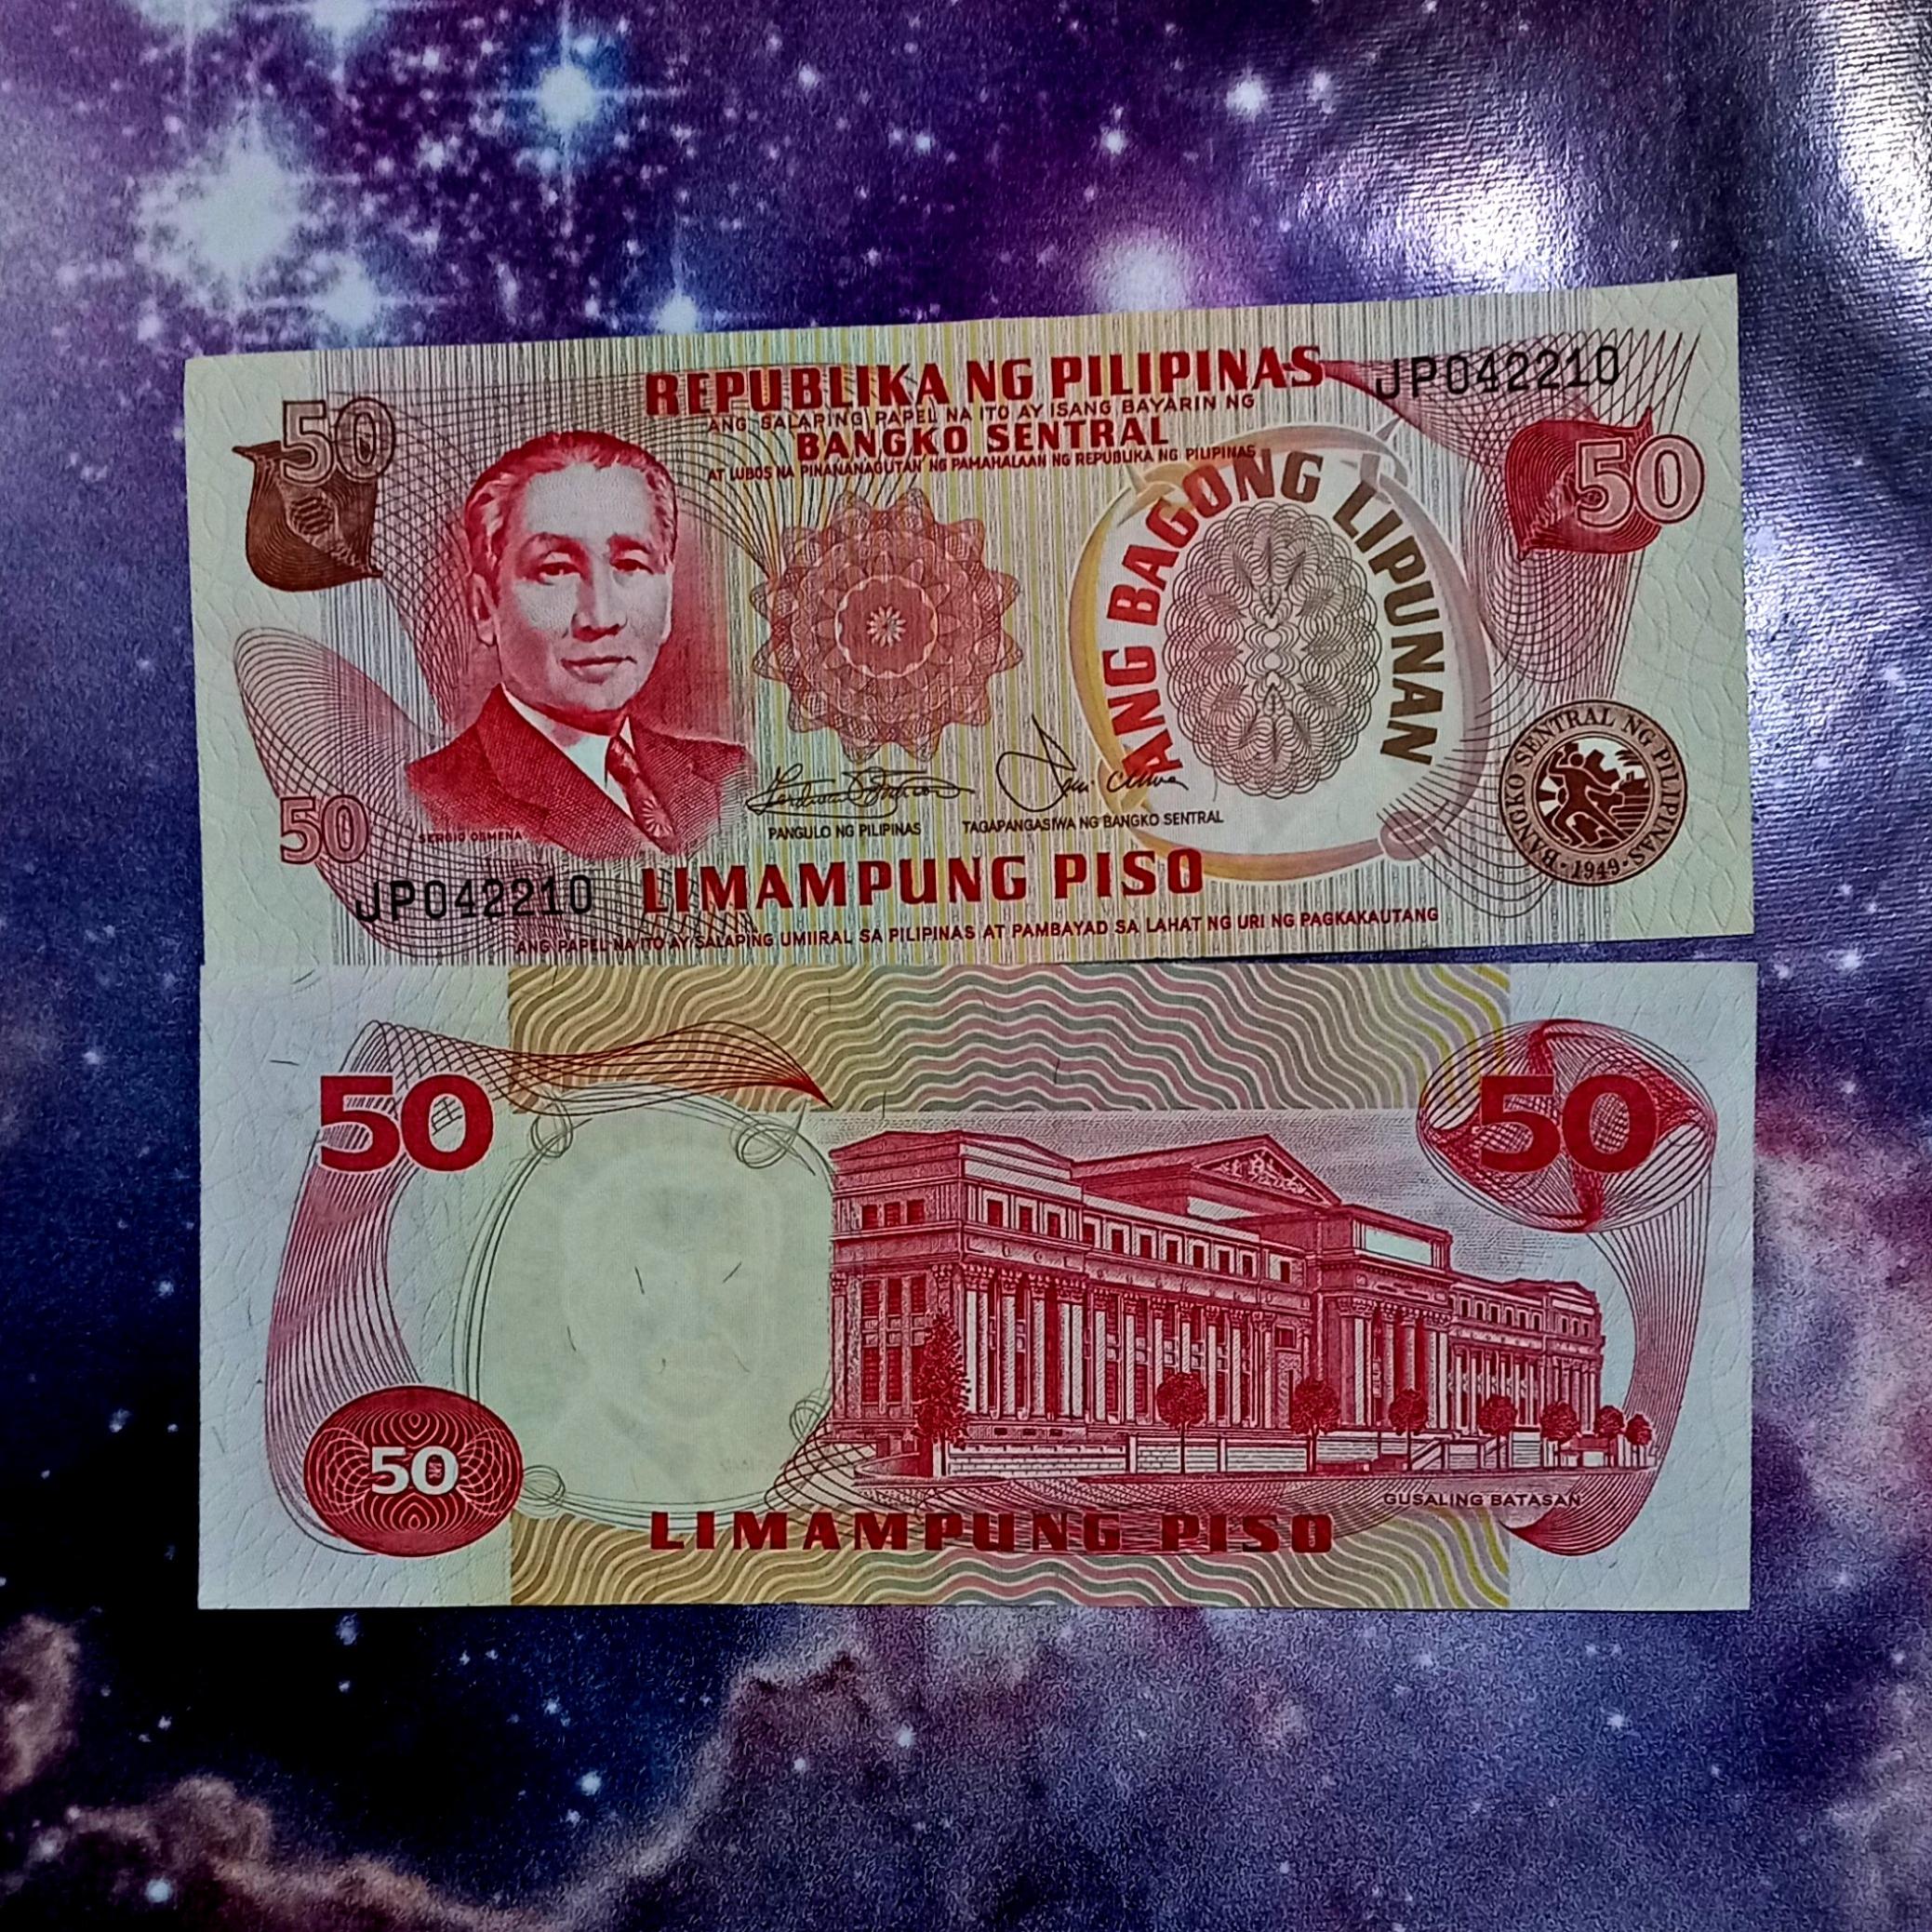 REPUBLIKA NG PILIPINAS
JP042210
ANG SALAPING PAPEL NA ITO AY ISANG BAYARIN NG
BANGKO SENTRAL
AT LUBOS NA PINANANAGUTAN NG PAMAHALAAN NG REPUBLIKA NG PILIPINAS
50
50
ANG BAGONG LIPUNAN
BANGKO SENTRAL NG PILIPINAS
·1949·
50
SERGIO OSMEÑA
PANGULO NG PILIPINAS
TAGAPANGASIWA NG BANGKO SENTRAL
JP042210
LIMAMPUNG PISO
ANG PAPEL NA ITO AY SALAPING UMIIRAL SA PILIPINAS AT PAMBAYAD SA LAHAT NG URI NG PAGKAKAUTANG
50
50
50
GUSALING BATASAN
LIMAMPUNG PISO